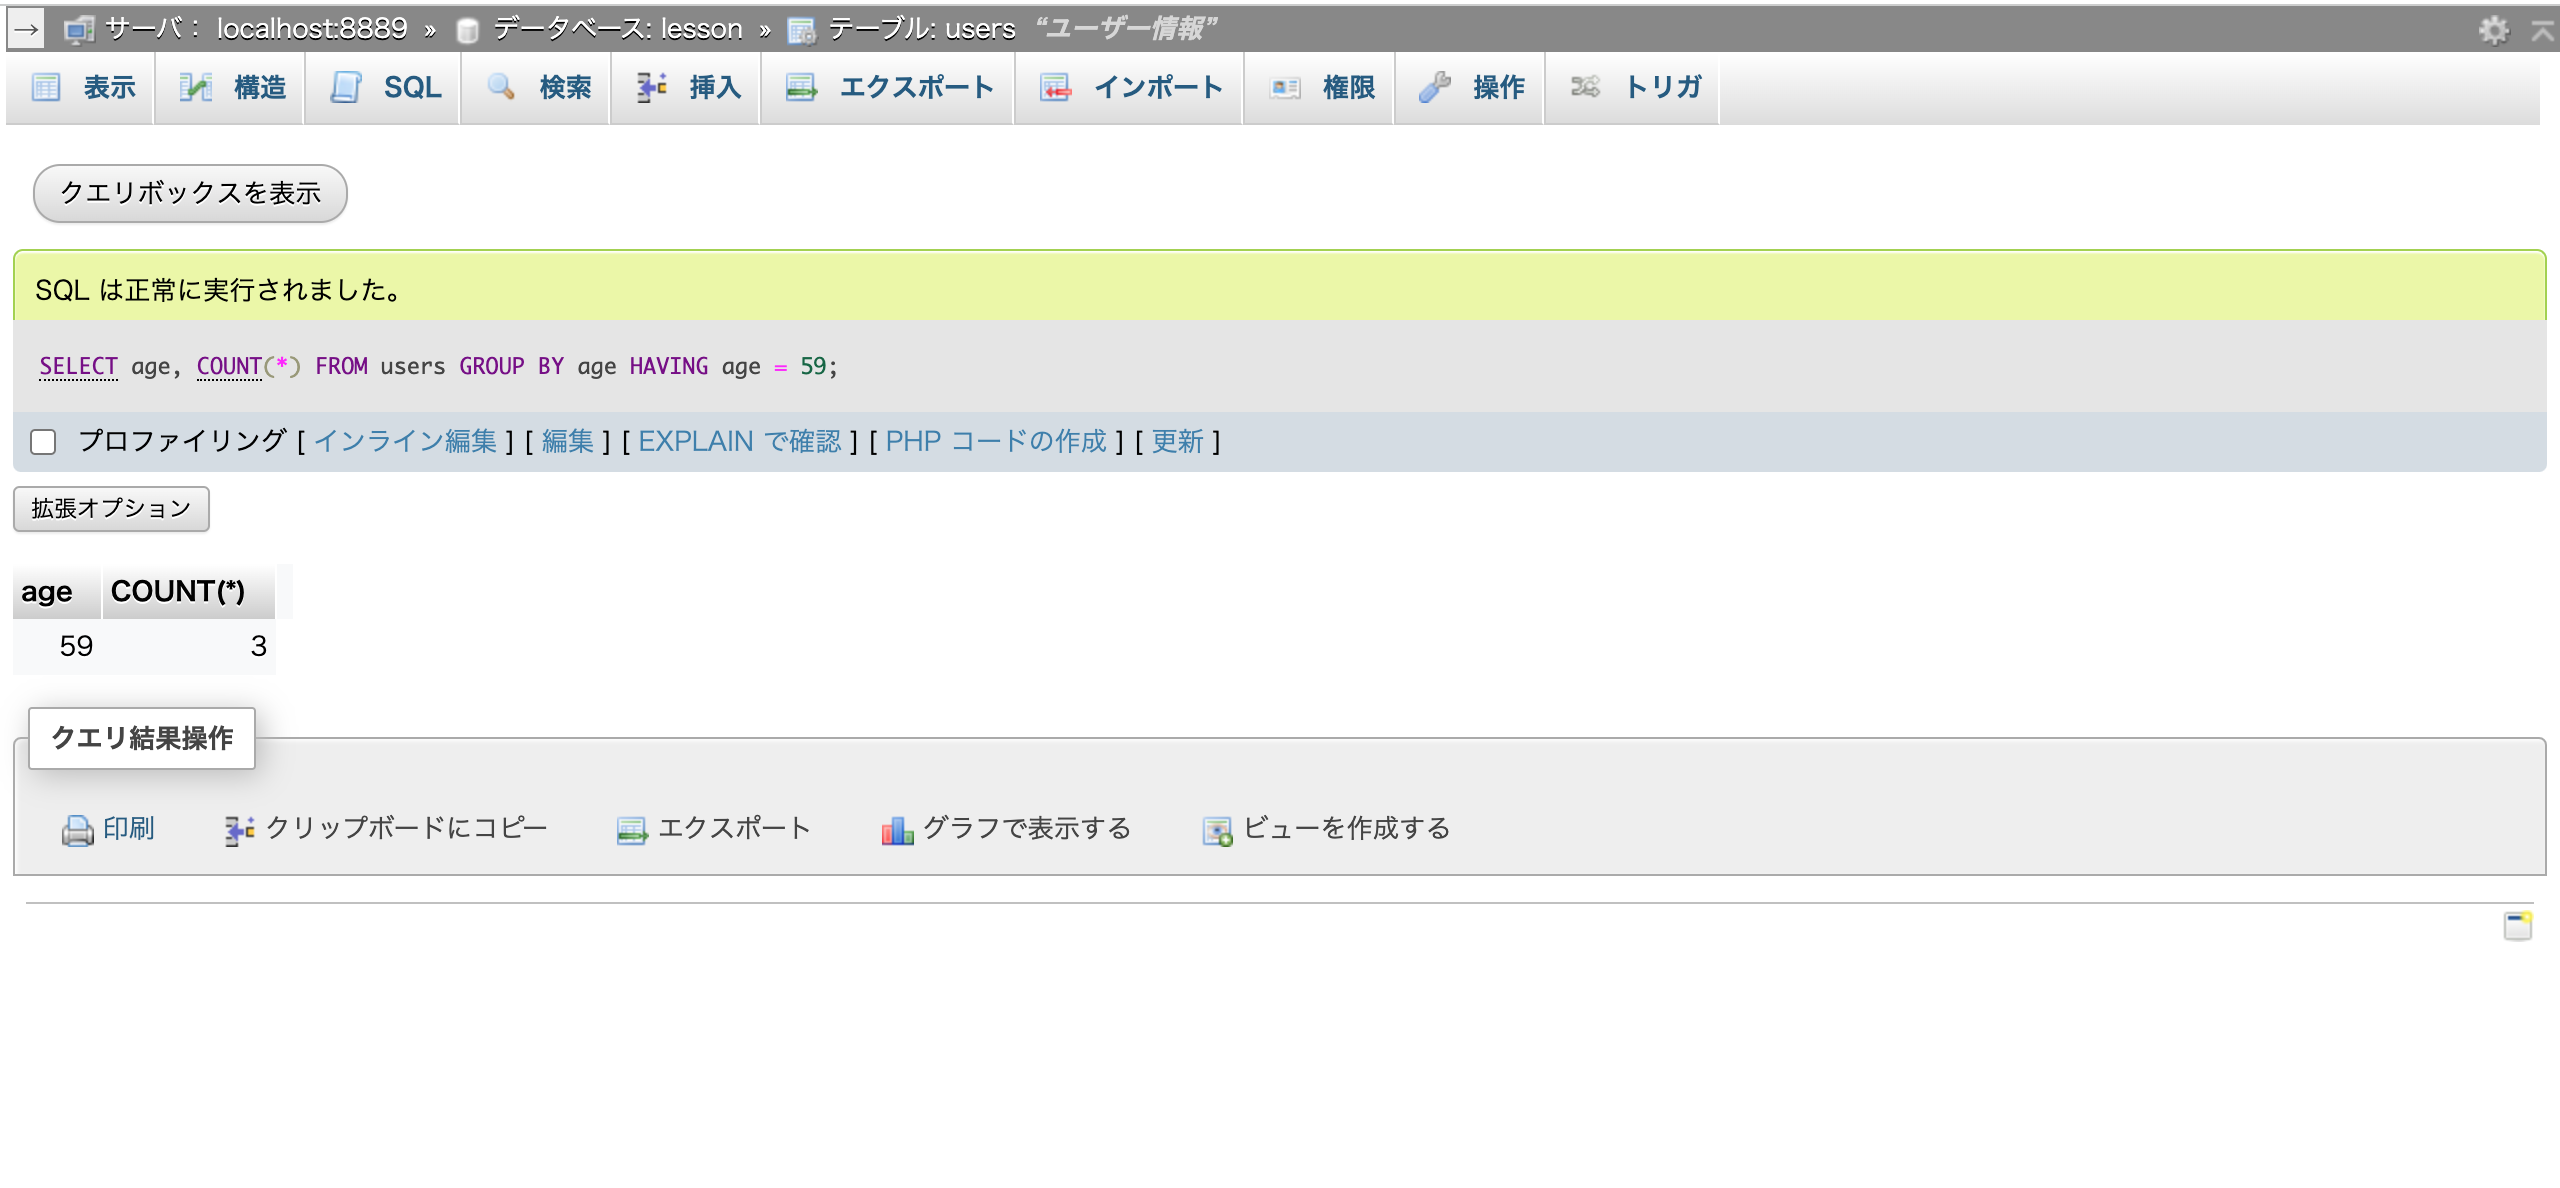 → サーバ： localhost:8889 » データベース: lesson » テーブル: users “ユーザー情報”
表示 構造 SQL 検索 挿入 エクスポート インポート 権限 操作 トリガ
クエリボックスを表示
SQL は正常に実行されました。
SELECT age, COUNT(*) FROM users GROUP BY age HAVING age = 59;
プロファイリング [ インライン編集 ] [ 編集 ] [ EXPLAIN で確認 ] [ PHP コードの作成 ] [ 更新 ]
拡張オプション
age COUNT(*)
59 3
クエリ結果操作
印刷 クリップボードにコピー エクスポート グラフで表示する ビューを作成する